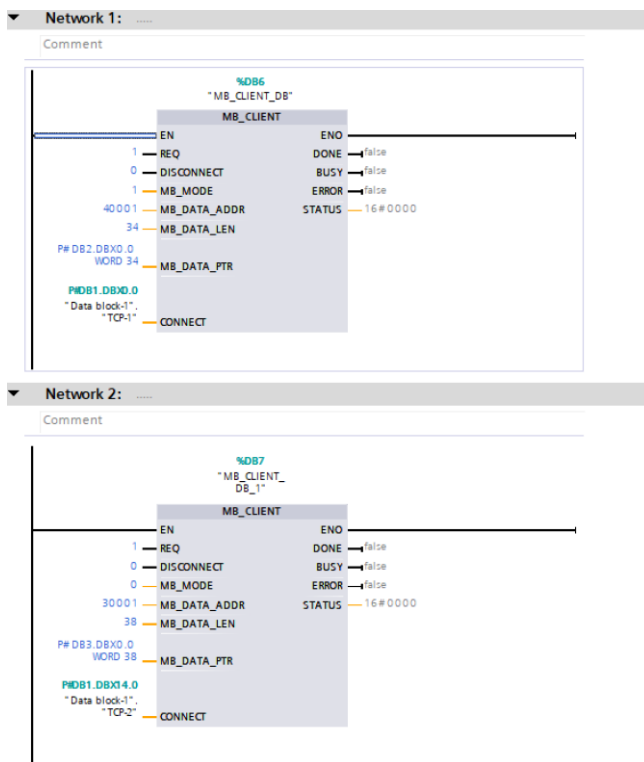 Network 1: .....
Comment
%DB6
"MB_CLIENT_DB"
MB_CLIENT
EN ENO
1 REQ DONE false
0 DISCONNECT BUSY false
1 MB_MODE ERROR false
40001 MB_DATA_ADDR STATUS 16#0000
34 MB_DATA_LEN
P# DB2.DBX0.0
WORD 34 MB_DATA_PTR
P#DB1.DBX0.0
"Data block-1".
"TCP-1" CONNECT
Network 2: .....
Comment
%DB7
"MB_CLIENT_
DB_1"
MB_CLIENT
EN ENO
1 REQ DONE false
0 DISCONNECT BUSY false
0 MB_MODE ERROR false
30001 MB_DATA_ADDR STATUS 16#0000
38 MB_DATA_LEN
P# DB3.DBX0.0
WORD 38 MB_DATA_PTR
P#DB1.DBX14.0
"Data block-1".
"TCP-2" CONNECT